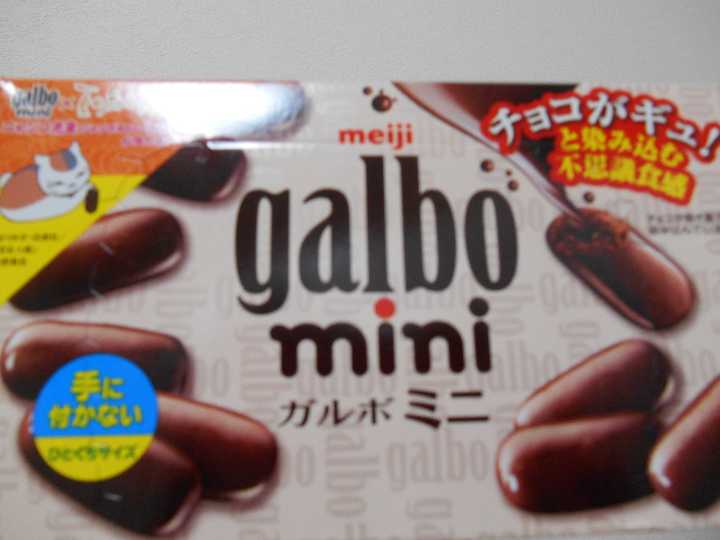 galbo
mini
meiji
チョコがギュ!
と染み込む
不思議食感
galbo
mini
ガルボ ミニ
手に
付かない
ひとくちサイズ